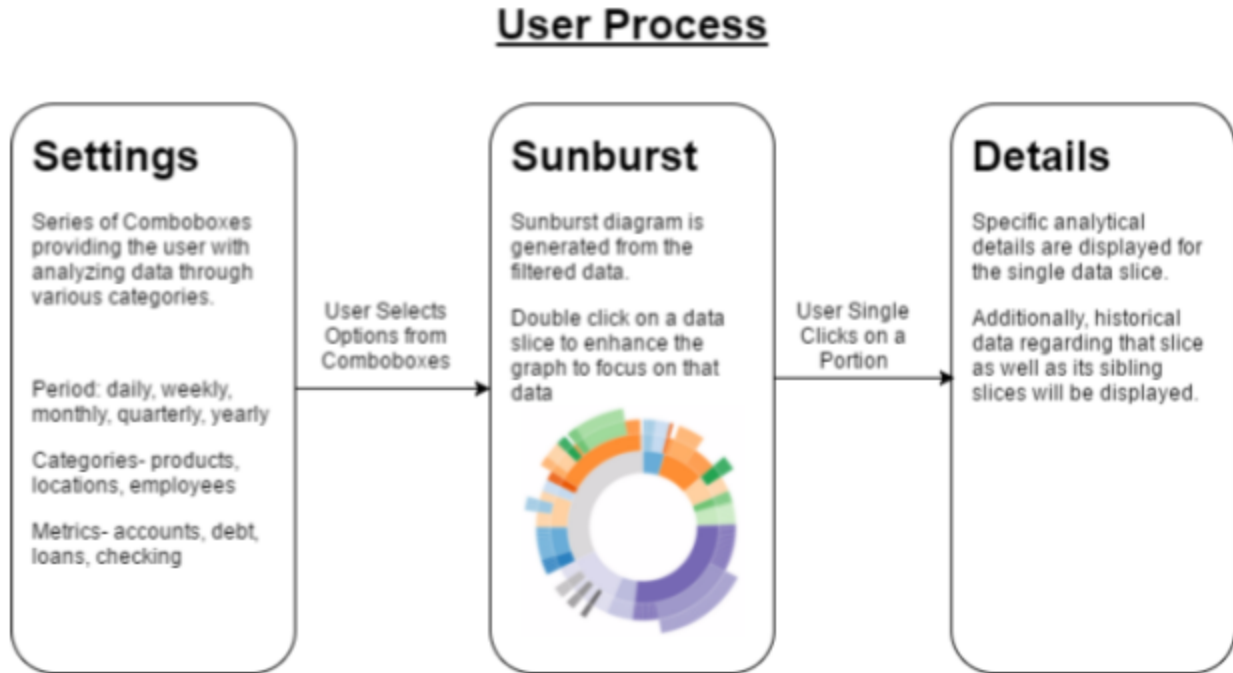 User Process
Settings
Series of Comboboxes
providing the user with
analyzing data through
various categories.
Period: daily, weekly,
monthly, quarterly, yearly
Categories- products,
locations, employees
Metrics- accounts, debt,
loans, checking
User Selects
Options from
Comboboxes
Sunburst
Sunburst diagram is
generated from the
filtered data.
Double click on a data
slice to enhance the
graph to focus on that
data
User Single
Clicks on a
Portion
Details
Specific analytical
details are displayed for
the single data slice.
Additionally, historical
data regarding that slice
as well as its sibling
slices will be displayed.